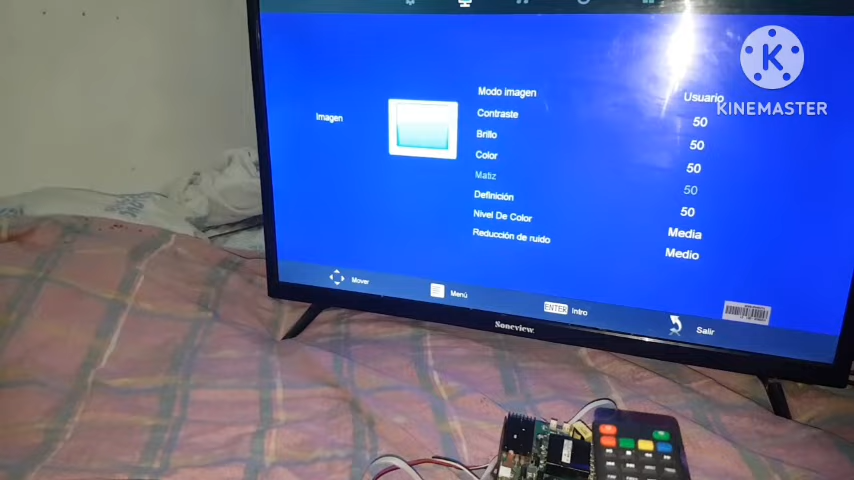 KINEMASTER
Imagen
Modo imagen Usuario
Contraste 50
Brillo 50
Color 50
Matiz 50
Definición 50
Nivel De Color Media
Reducción de ruido Medio
Mover
Menú
ENTER Intro
Salir
Soneview